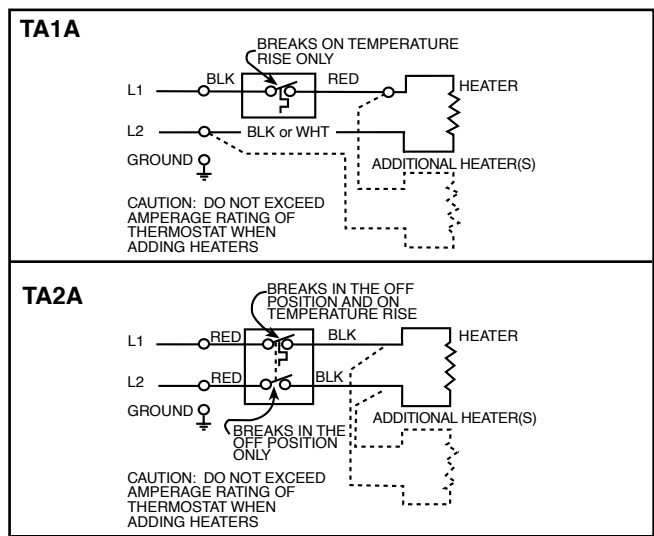 TA1A
BREAKS ON TEMPERATURE
RISE ONLY
BLK
RED
L1
HEATER
L2
BLK or WHT
GROUND
ADDITIONAL HEATER(S)
CAUTION: DO NOT EXCEED
AMPERAGE RATING OF
THERMOSTAT WHEN
ADDING HEATERS
TA2A
BREAKS IN THE OFF
POSITION AND ON
TEMPERATURE RISE
L1
RED
BLK
HEATER
L2
RED
BLK
GROUND
ADDITIONAL HEATER(S)
BREAKS IN THE
OFF POSITION
ONLY
CAUTION: DO NOT EXCEED
AMPERAGE RATING OF
THERMOSTAT WHEN
ADDING HEATERS